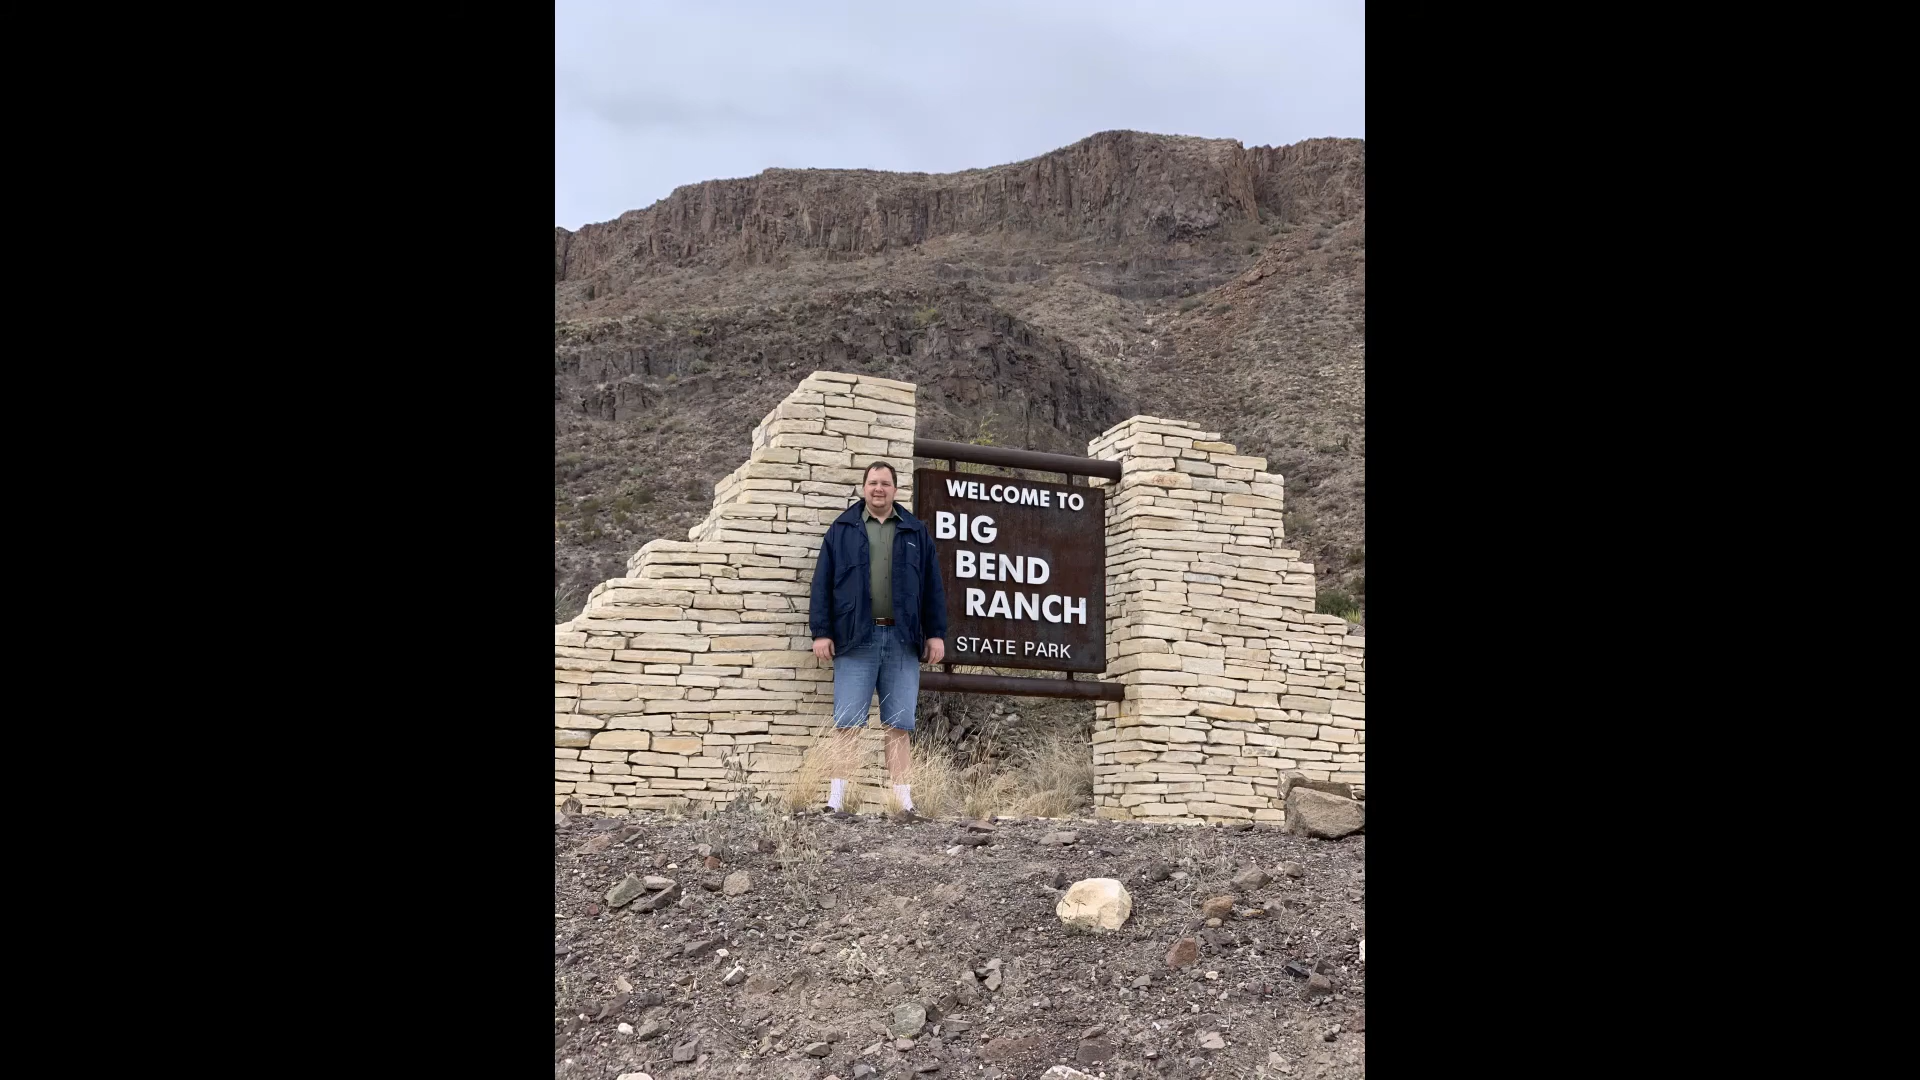 WELCOME TO
BIG
BEND
RANCH
STATE PARK